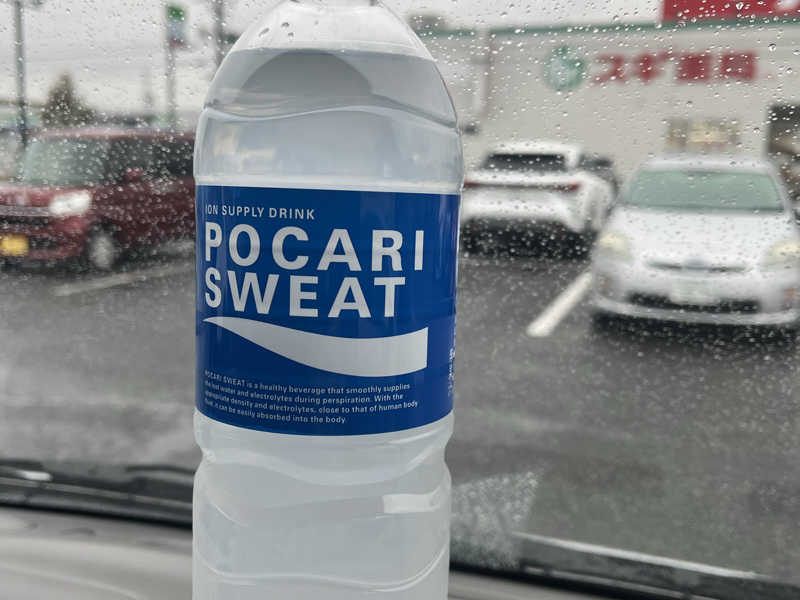 スギ薬局
ION SUPPLY DRINK
POCARI
SWEAT
POCARI SWEAT is a healthy beverage that smoothly supplies
the lost water and electrolytes during perspiration. With the
appropriate density and electrolytes, close to that of human body
fluid, it can be easily absorbed into the body.